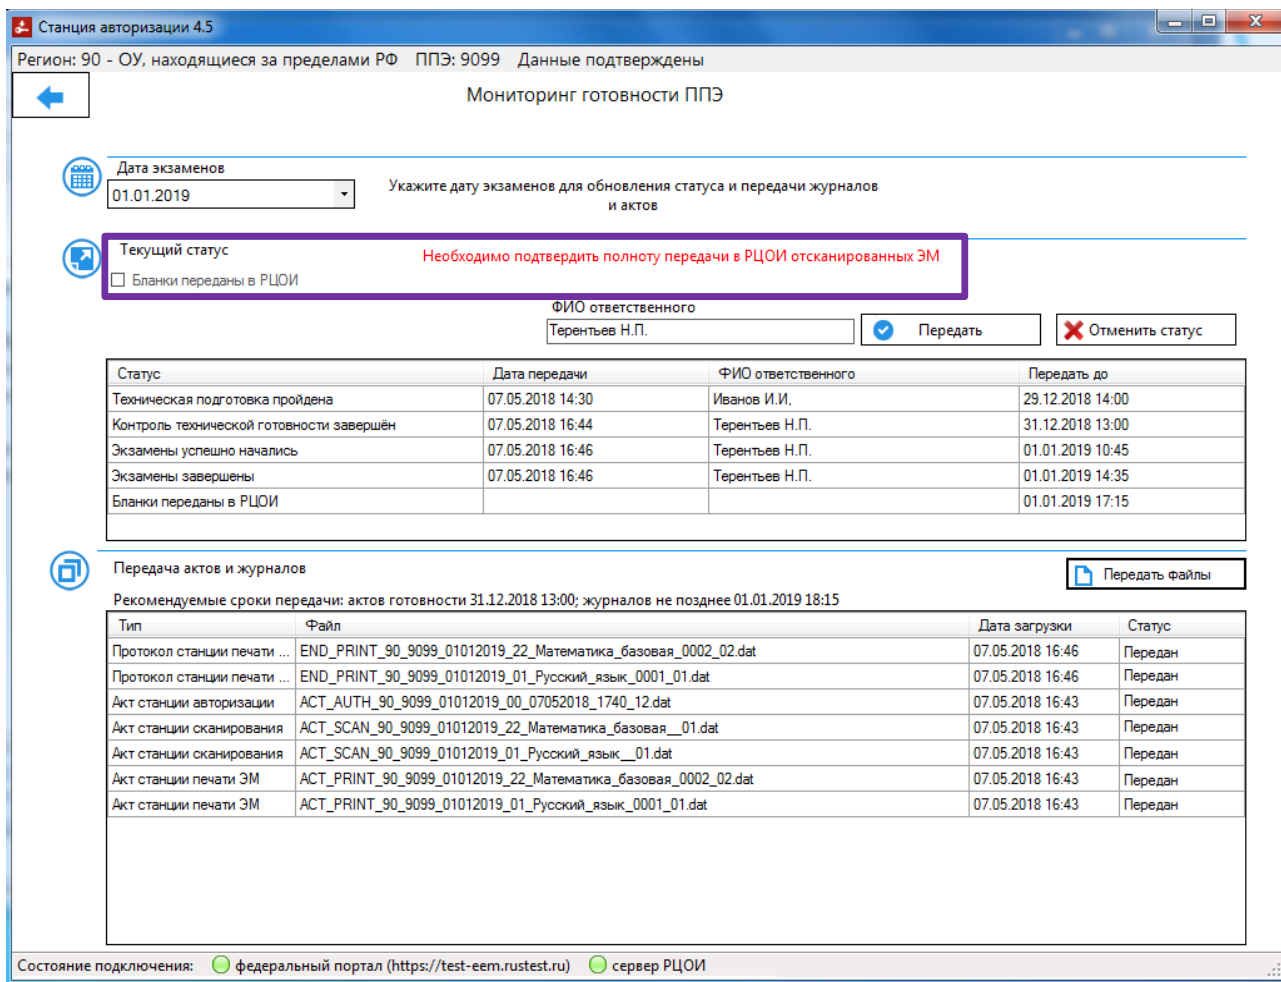 Станция авторизации 4.5
Регион: 90 - ОУ, находящиеся за пределами РФ ППЭ: 9099 Данные подтверждены
Мониторинг готовности ППЭ
Дата экзаменов
01.01.2019
Укажите дату экзаменов для обновления статуса и передачи журналов
и актов
Текущий статус
Необходимо подтвердить полноту передачи в РЦОИ отсканированных ЭМ
Бланки переданы в РЦОИ
ФИО ответственного
Терентьев Н.П. Передать Отменить статус
Статус Дата передачи ФИО ответственного Передать до
Техническая подготовка пройдена 07.05.2018 14:30 Иванов И.И, 29.12.2018 14:00
Контроль технической готовности завершён 07.05.2018 16:44 Терентьев Н.П. 31.12.2018 13:00
Экзамены успешно начались 07.05.2018 16:46 Терентьев Н.П. 01.01.2019 10:45
Экзамены завершены 07.05.2018 16:46 Терентьев Н.П. 01.01.2019 14:35
Бланки переданы в РЦОИ 01.01.2019 17:15
Передача актов и журналов
Передать файлы
Рекомендуемые сроки передачи: актов готовности 31.12.2018 13:00; журналов не позднее 01.01.2019 18:15
Тип Файл Дата загрузки Статус
Протокол станции печати ... END_PRINT_90_9099_01012019_22_Математика_базовая_0002_02.dat 07.05.2018 16:46 Передан
Протокол станции печати ... END_PRINT_90_9099_01012019_01_Русский_язык_0001_01.dat 07.05.2018 16:46 Передан
Акт станции авторизации ACT_AUTH_90_9099_01012019_00_07052018_1740_12.dat 07.05.2018 16:43 Передан
Акт станции сканирования ACT_SCAN_90_9099_01012019_22_Математика_базовая__01.dat 07.05.2018 16:43 Передан
Акт станции сканирования ACT_SCAN_90_9099_01012019_01_Русский_язык__01.dat 07.05.2018 16:43 Передан
Акт станции печати ЭМ ACT_PRINT_90_9099_01012019_22_Математика_базовая_0002_02.dat 07.05.2018 16:43 Передан
Акт станции печати ЭМ ACT_PRINT_90_9099_01012019_01_Русский_язык_0001_01.dat 07.05.2018 16:43 Передан
Состояние подключения: федеральный портал (https://test-eem.rustest.ru) сервер РЦОИ